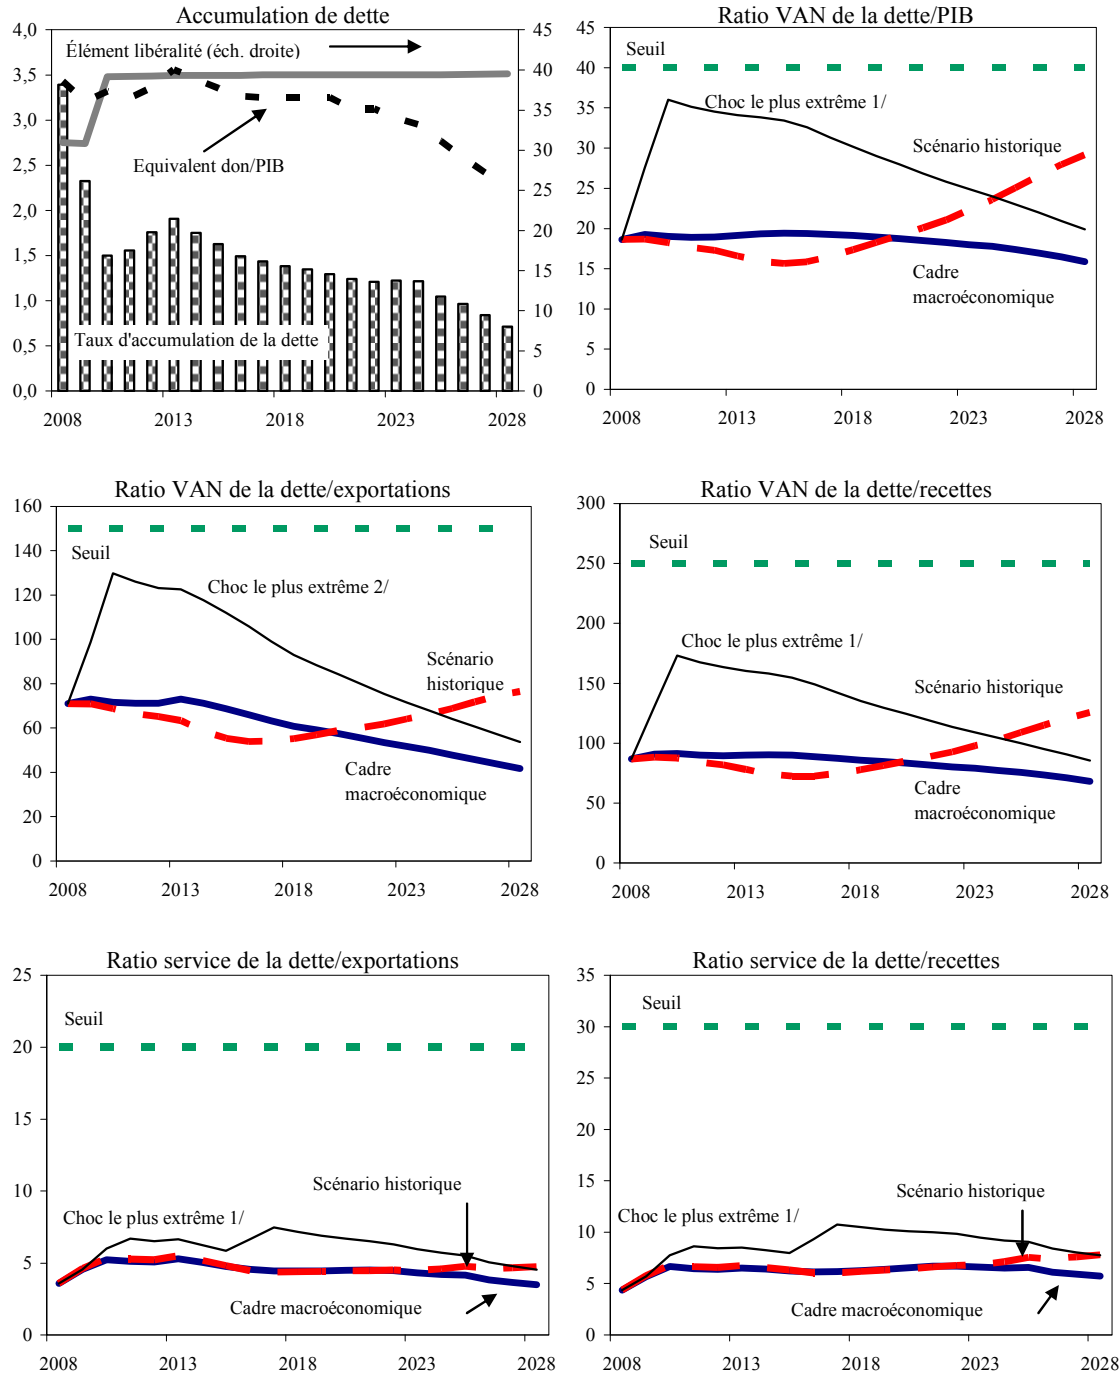 Accumulation de dette
4,0
3,5
3,0
2,5
2,0
1,5
1,0
0,5
0,0
45
40
35
30
25
20
15
10
5
0
Élément libéralité (éch. droite)
Equivalent don/PIB
Taux d'accumulation de la dette
2008 2013 2018 2023 2028
Ratio VAN de la dette/PIB
45
40
35
30
25
20
15
10
5
0
Seuil
Choc le plus extrême 1/
Scénario historique
Cadre
macroéconomique
2008 2013 2018 2023 2028
Ratio VAN de la dette/exportations
160
140
120
100
80
60
40
20
0
Seuil
Choc le plus extrême 2/
Scénario
historique
Cadre
macroéconomique
2008 2013 2018 2023 2028
Ratio VAN de la dette/recettes
300
250
200
150
100
50
0
Seuil
Choc le plus extrême 1/
Scénario historique
Cadre
macroéconomique
2008 2013 2018 2023 2028
Ratio service de la dette/exportations
25
20
15
10
5
0
Seuil
Scénario historique
Choc le plus extrême 1/
Cadre macroéconomique
2008 2013 2018 2023 2028
Ratio service de la dette/recettes
35
30
25
20
15
10
5
0
Seuil
Scénario historique
Choc le plus extrême 1/
Cadre macroéconomique
2008 2013 2018 2023 2028